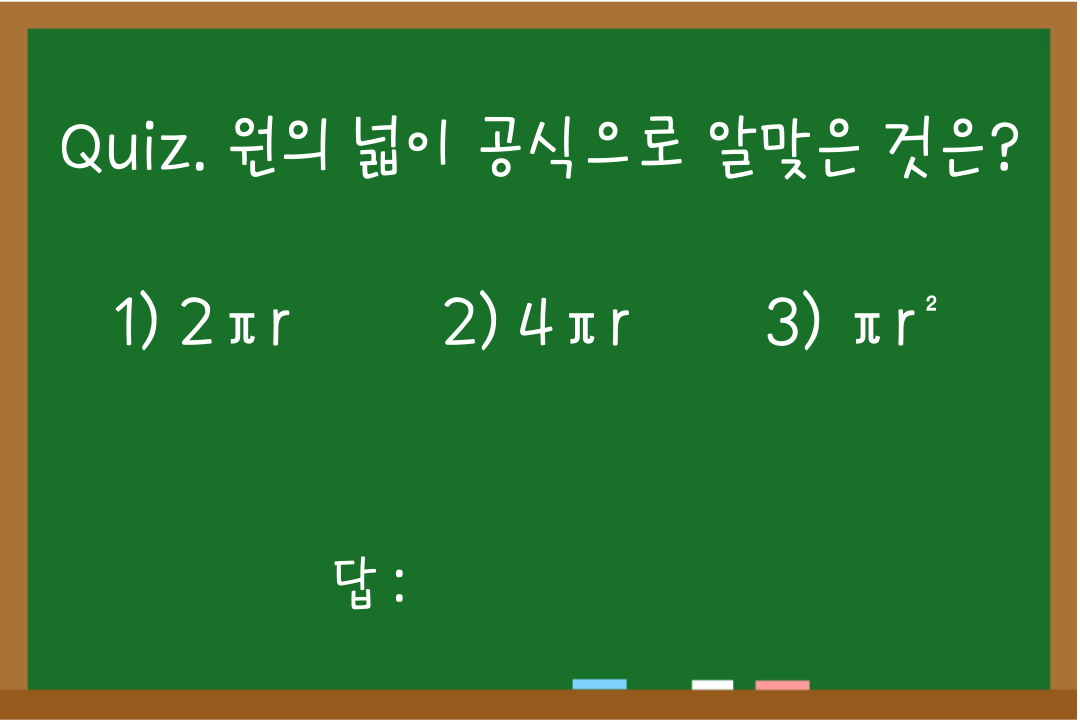 Quiz. 원의 넓이 공식으로 알맞은 것은?
1) 2πr 2) 4πr 3) πr²
답 :